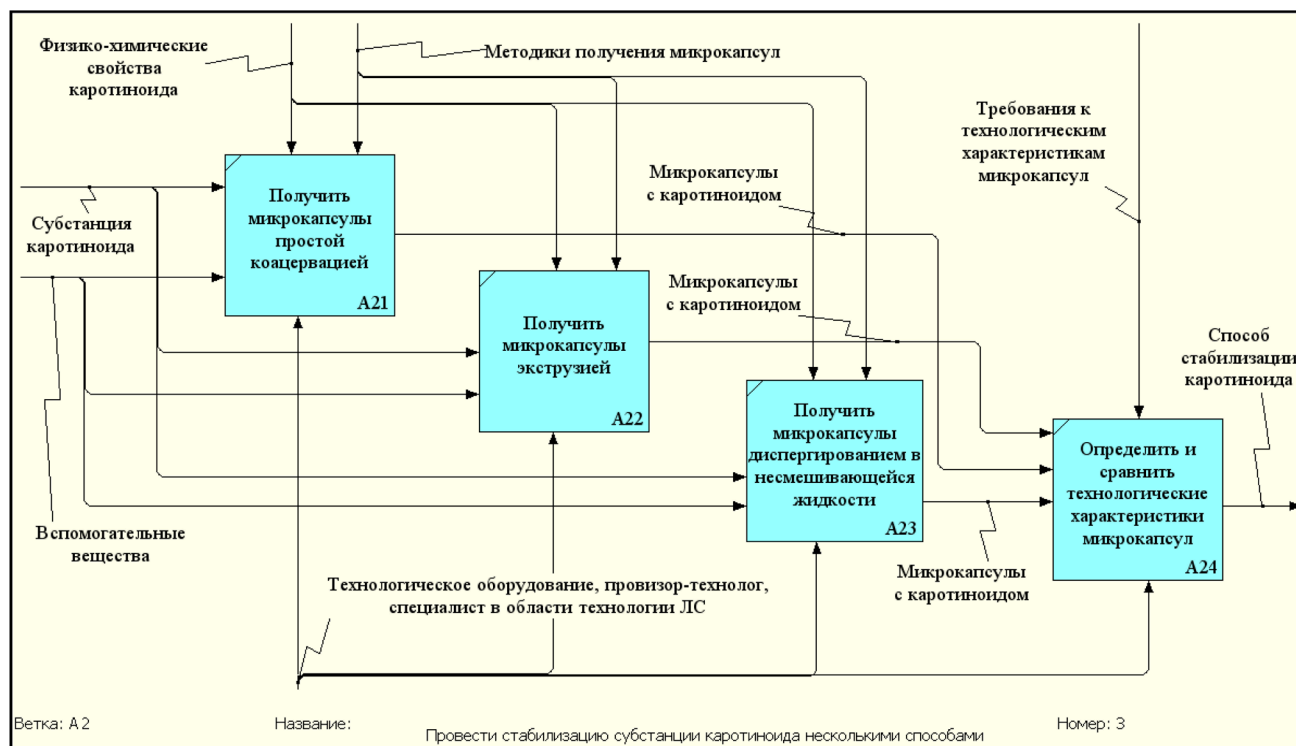 Физико-химические
свойства
каротиноида
Методики получения микрокапсул
Требования к
технологическим
характеристикам
микрокапсул
Микрокапсулы
с каротиноидом
Субстанция
каротиноида
Получить
микрокапсулы
простой
коацервацией
A21
Микрокапсулы
с каротиноидом
Получить
микрокапсулы
экструзией
A22
Способ
стабилизации
каротиноида
Получить
микрокапсулы
диспергированием в
несмешивающейся
жидкости
A23
Определить и
сравнить
технологические
характеристики
микрокапсул
A24
Вспомогательные
вещества
Микрокапсулы
с каротиноидом
Технологическое оборудование, провизор-технолог,
специалист в области технологии ЛС
Ветка: A2
Название:
Провести стабилизацию субстанции каротиноида несколькими способами
Номер: 3